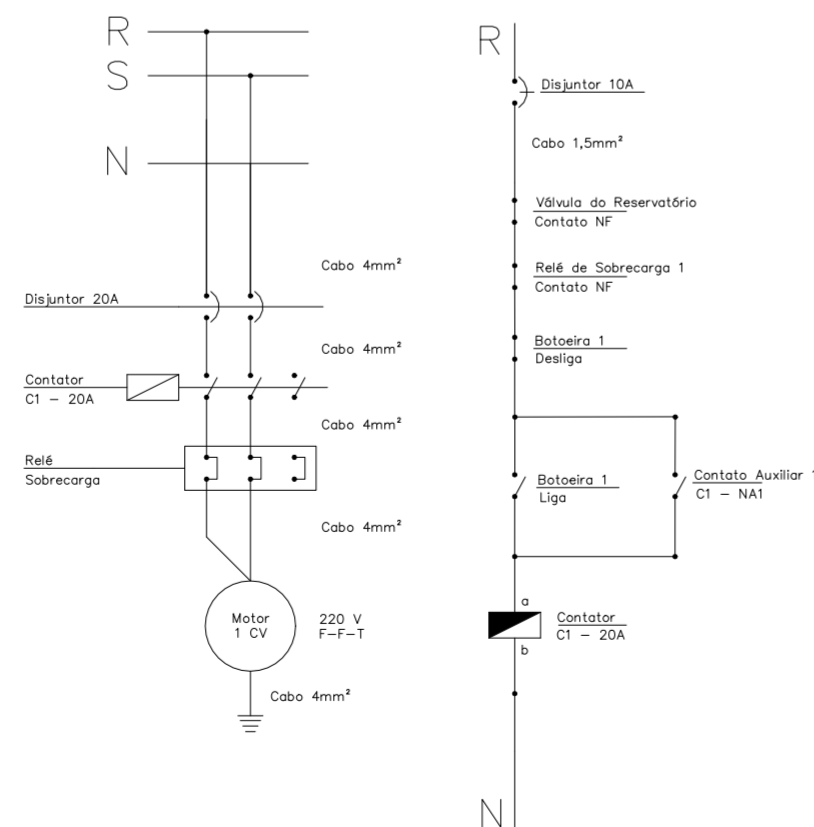 R
S
N
Cabo 4mm²
Disjuntor 20A
Cabo 4mm²
Contator
C1 – 20A
Cabo 4mm²
Relé
Sobrecarga
Cabo 4mm²
Motor
1 CV
220 V
F–F–T
Cabo 4mm²
R
Disjuntor 10A
Cabo 1,5mm²
Válvula do Reservatório
Contato NF
Relé de Sobrecarga 1
Contato NF
Botoeira 1
Desliga
Botoeira 1
Liga
Contato Auxiliar 1
C1 – NA1
a
Contator
C1 – 20A
b
N